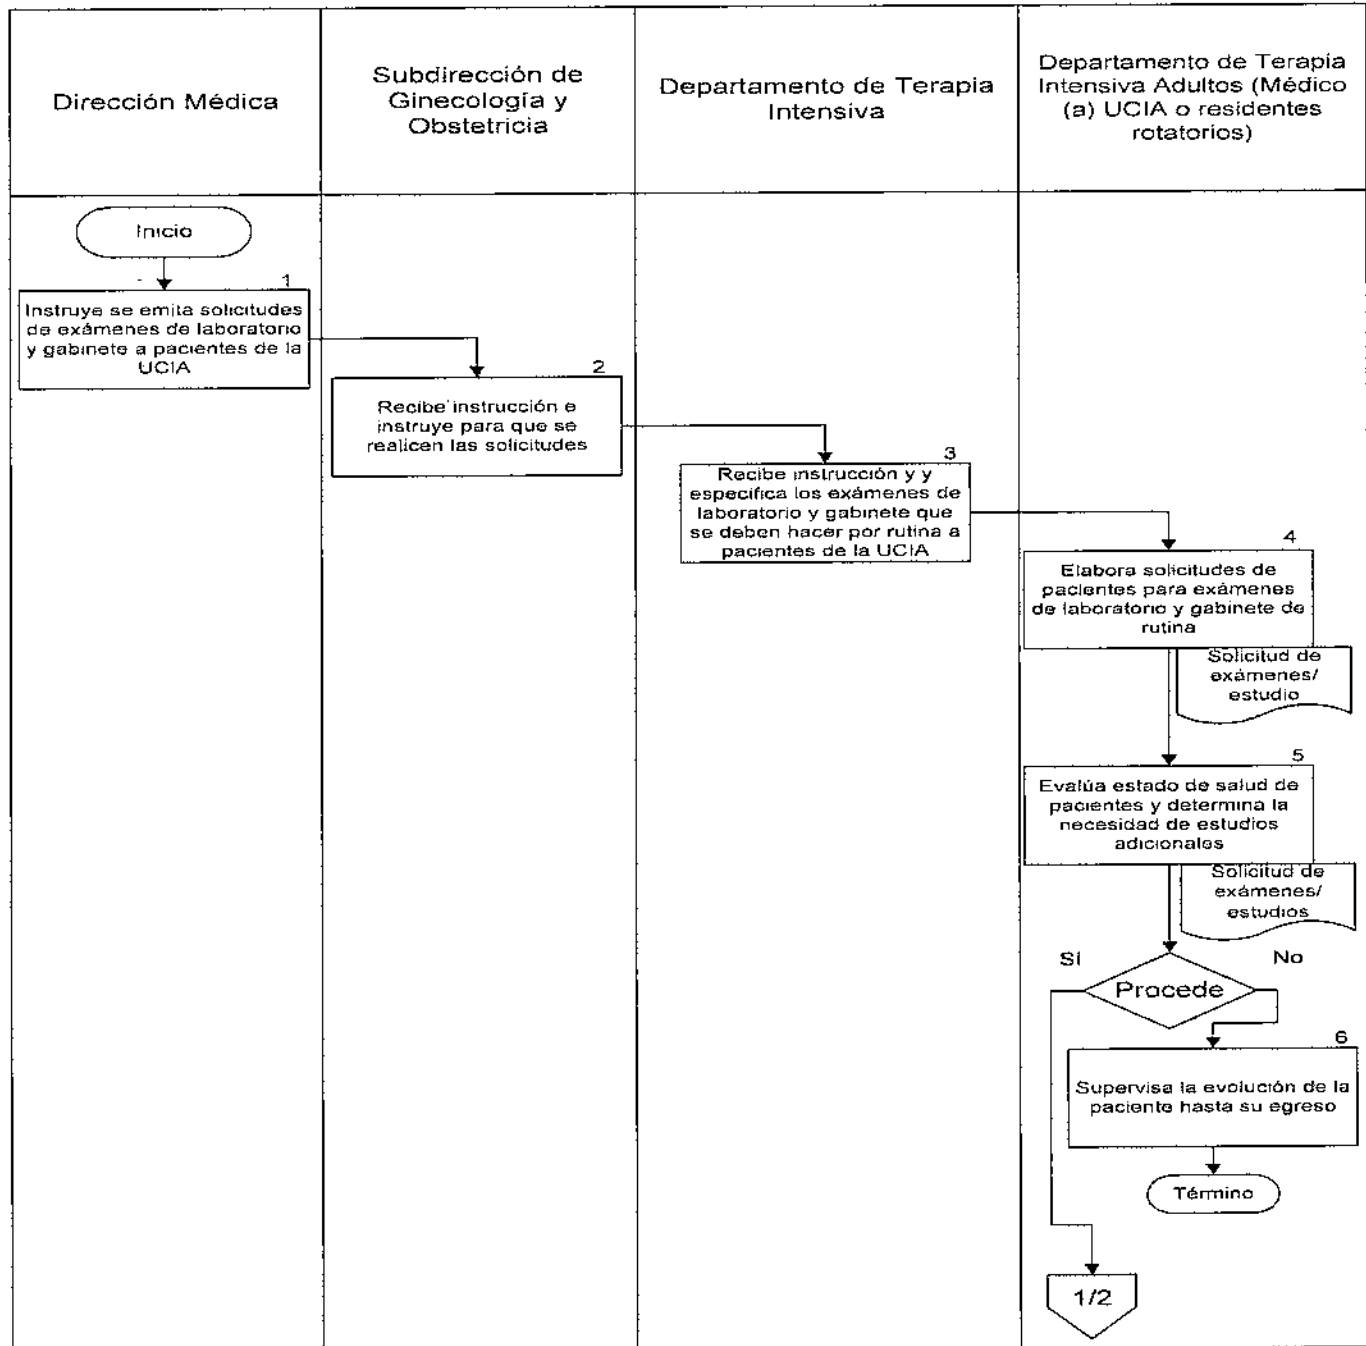 Dirección Médica
Subdirección de
Ginecología y
Obstetricia
Departamento de Terapia
Intensiva
Departamento de Terapia
Intensiva Adultos (Médico
(a) UCIA o residentes
rotatorios)
Inicio
1
Instruye se emita solicitudes
de exámenes de laboratorio
y gabinete a pacientes de la
UCIA
2
Recibe instrucción e
instruye para que se
realicen las solicitudes
3
Recibe instrucción y y
especifica los exámenes de
laboratorio y gabinete que
se deben hacer por rutina a
pacientes de la UCIA
4
Elabora solicitudes de
pacientes para exámenes
de laboratorio y gabinete de
rutina
Solicitud de
exámenes/
estudio
5
Evalúa estado de salud de
pacientes y determina la
necesidad de estudios
adicionales
Solicitud de
exámenes/
estudios
Sí
No
Procede
6
Supervisa la evolución de la
paciente hasta su egreso
Término
1/2